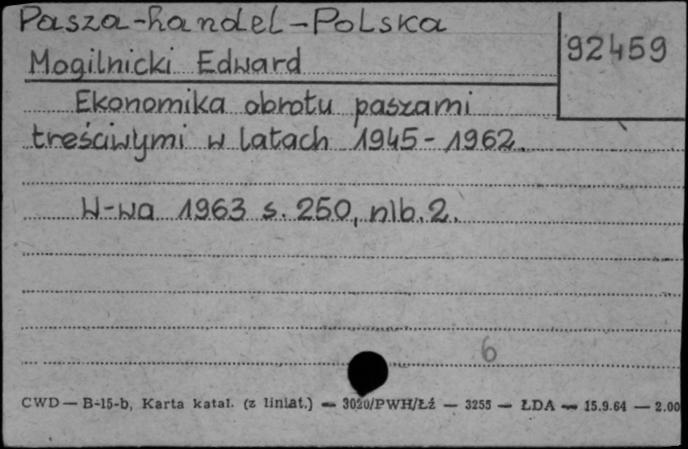 Pasza-handel-Polska
92459
Mogilnicki Edward
Ekonomika obrotu paszami
treściwymi w latach 1945-1962.
W-wa 1963 s. 250, nlb. 2.
6
CWD — B-15-b, Karta katal. (z liniat.) — 3020/PWH/Łź — 3255 — ŁDA — 15.9.64 — 2.00